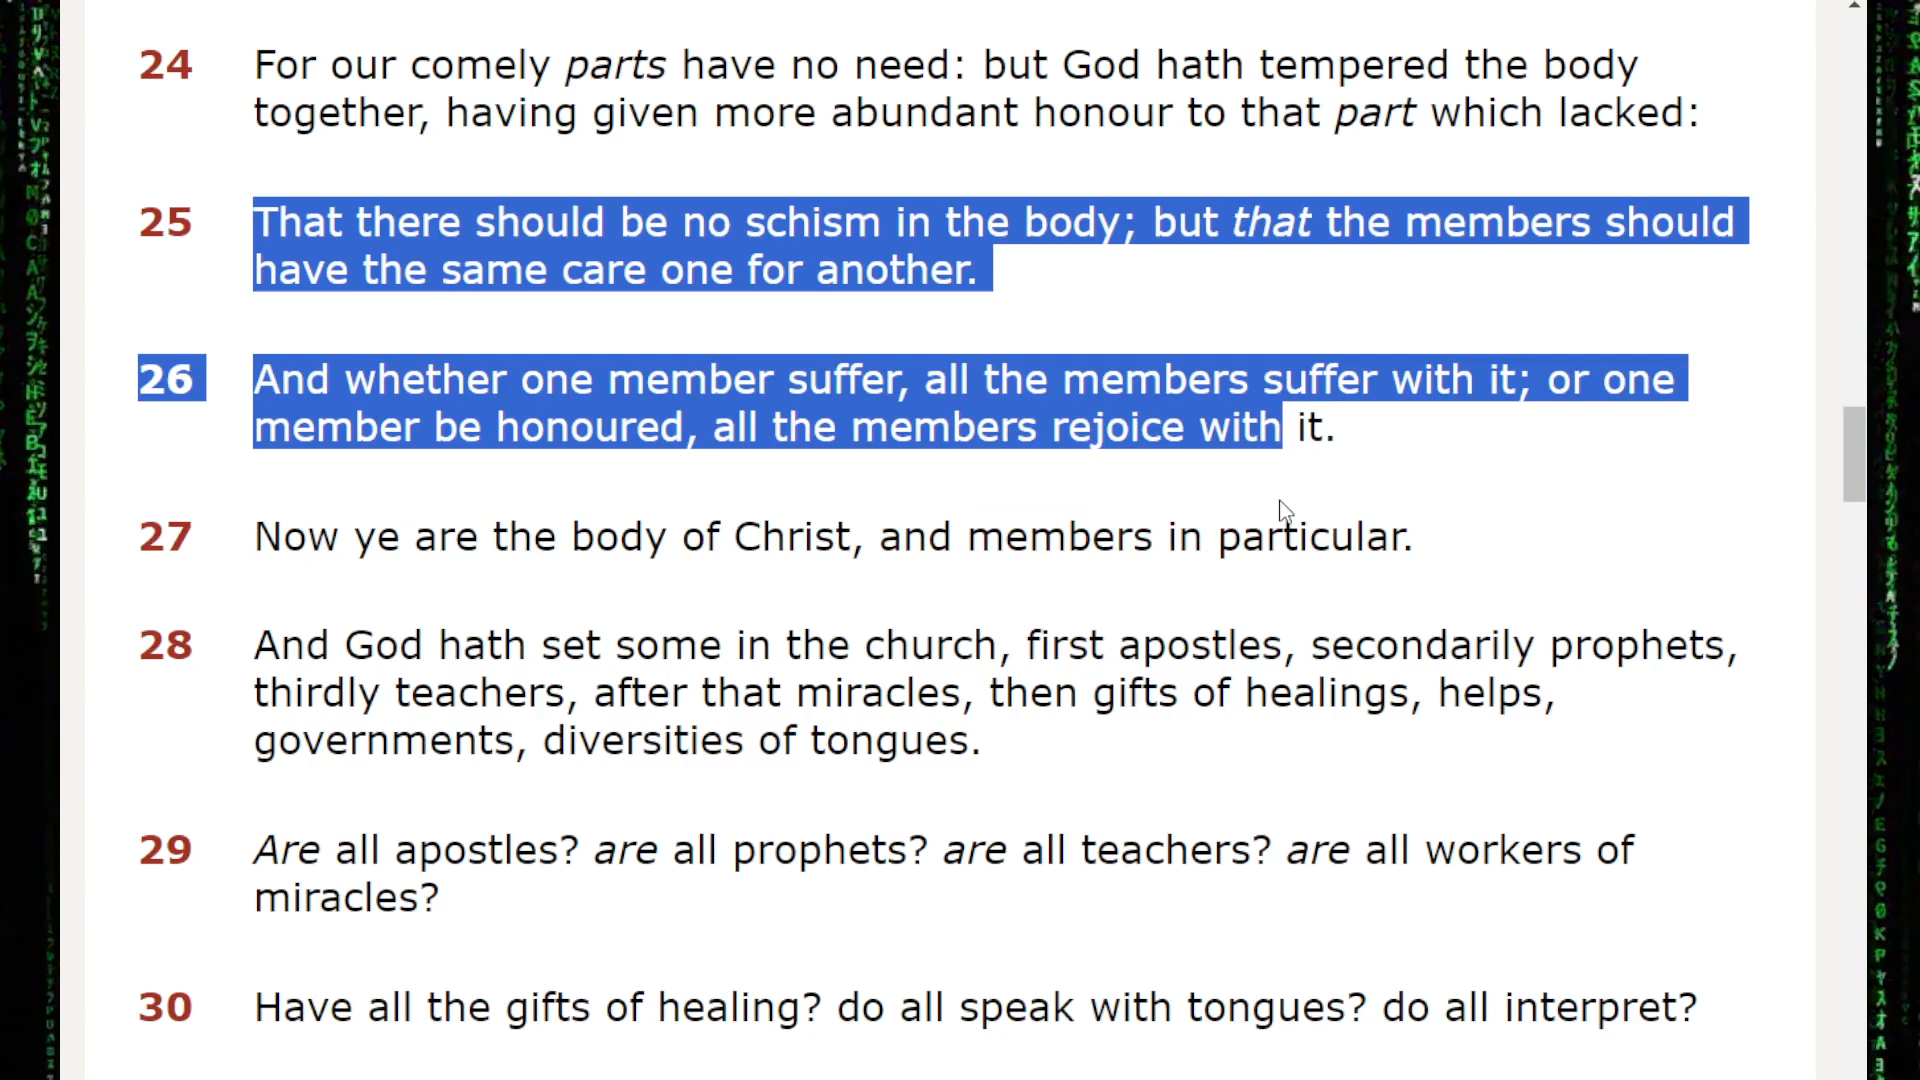 24 For our comely parts have no need: but God hath tempered the body
together, having given more abundant honour to that part which lacked:
25 That there should be no schism in the body; but that the members should
have the same care one for another.
26 And whether one member suffer, all the members suffer with it; or one
member be honoured, all the members rejoice with it.
27 Now ye are the body of Christ, and members in particular.
28 And God hath set some in the church, first apostles, secondarily prophets,
thirdly teachers, after that miracles, then gifts of healings, helps,
governments, diversities of tongues.
29 Are all apostles? are all prophets? are all teachers? are all workers of
miracles?
30 Have all the gifts of healing? do all speak with tongues? do all interpret?